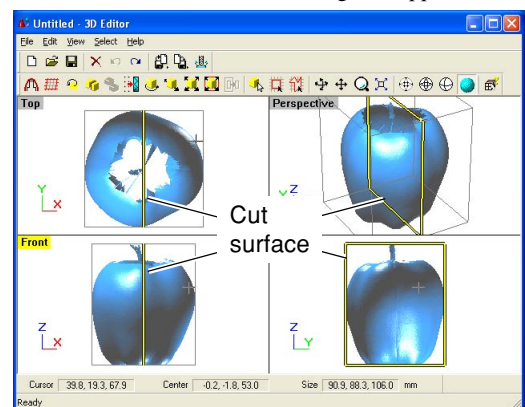 Untitled - 3D Editor
File Edit View Select Help
Top
Perspective
Y
X
Z
Cut
surface
Front
Z
X
Z
Y
Cursor 39.8, 19.3, 67.9 Center -0.2, -1.8, 53.0 Size 90.9, 88.3, 106.0 mm
Ready